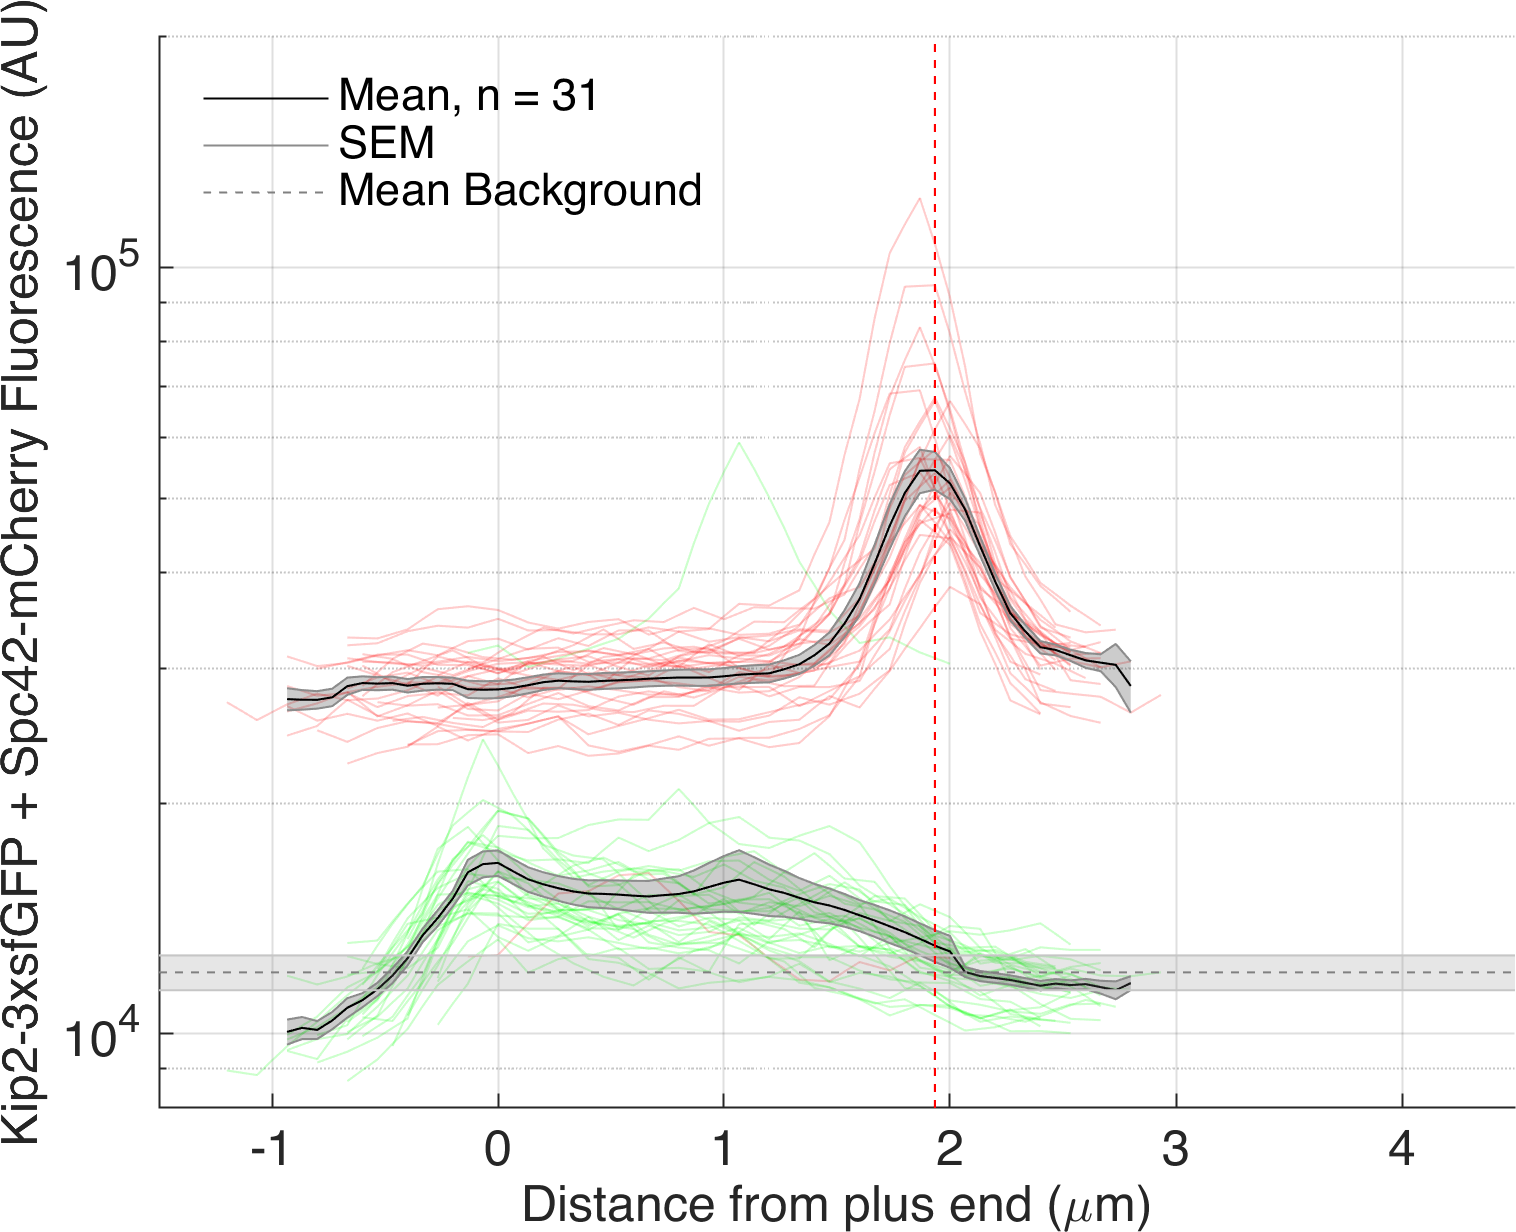 Kip2-3xsfGFP + Spc42-mCherry Fluorescence (AU)
Mean, n = 31
SEM
Mean Background
10^5
10^4
-1 0 1 2 3 4
Distance from plus end (μm)